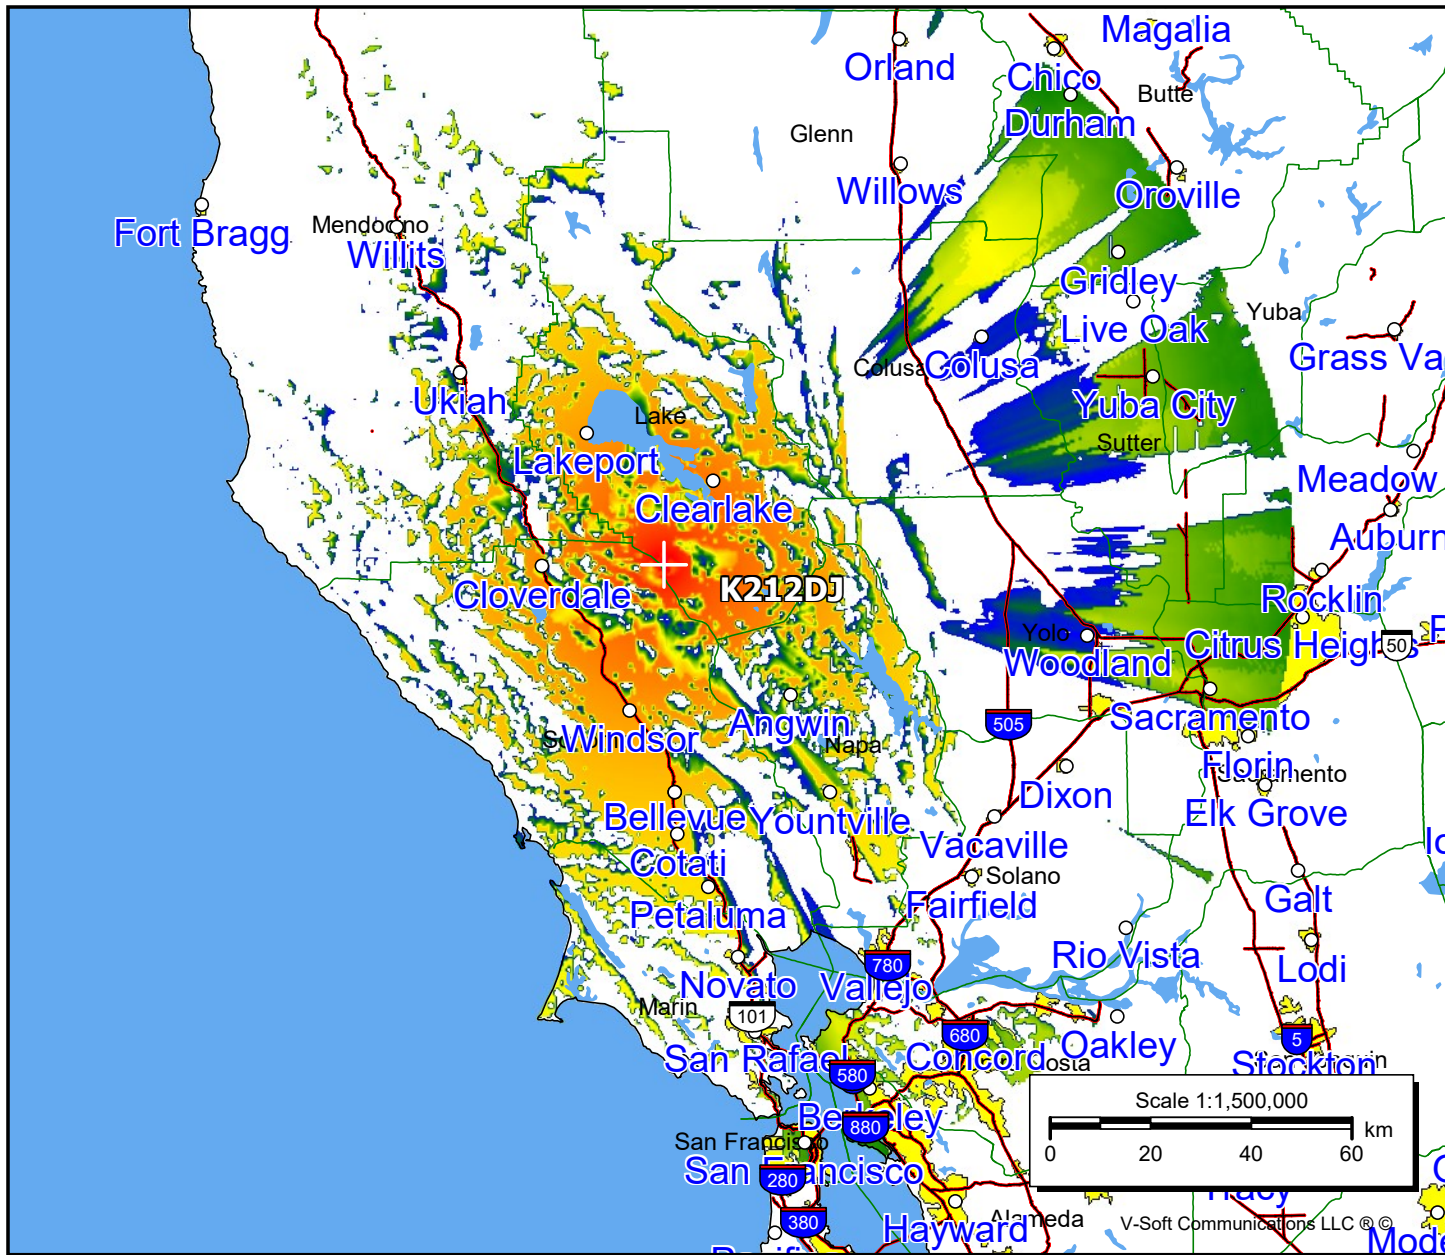 Magalia
Orland
Chico
Butte
Durham
Glenn
Willows
Oroville
Fort Bragg
Mendocino
Willits
Gridley
Yuba
Live Oak
Colusa
Colusa
Grass Va
Ukiah
Lake
Yuba City
Sutter
Lakeport
Meadow
Clearlake
Auburn
K212DJ
Cloverdale
Rocklin
Yolo
Citrus Heights
50
Woodland
Angwin
505
Sacramento
Windsor
Napa
Florin
Dixon
Elk Grove
Bellevue
Yountville
Vacaville
Cotati
Solano
Galt
Petaluma
Fairfield
Rio Vista
780
Lodi
Novato
Vallejo
Marin
101
680
5
San Rafael
Concord
Oakley
Stockton
580
Berkeley
880
San Francisco
San Francisco
280
Hayward
Alameda
380
Scale 1:1,500,000
km
0 20 40 60
Tracy
V-Soft Communications LLC ® ©